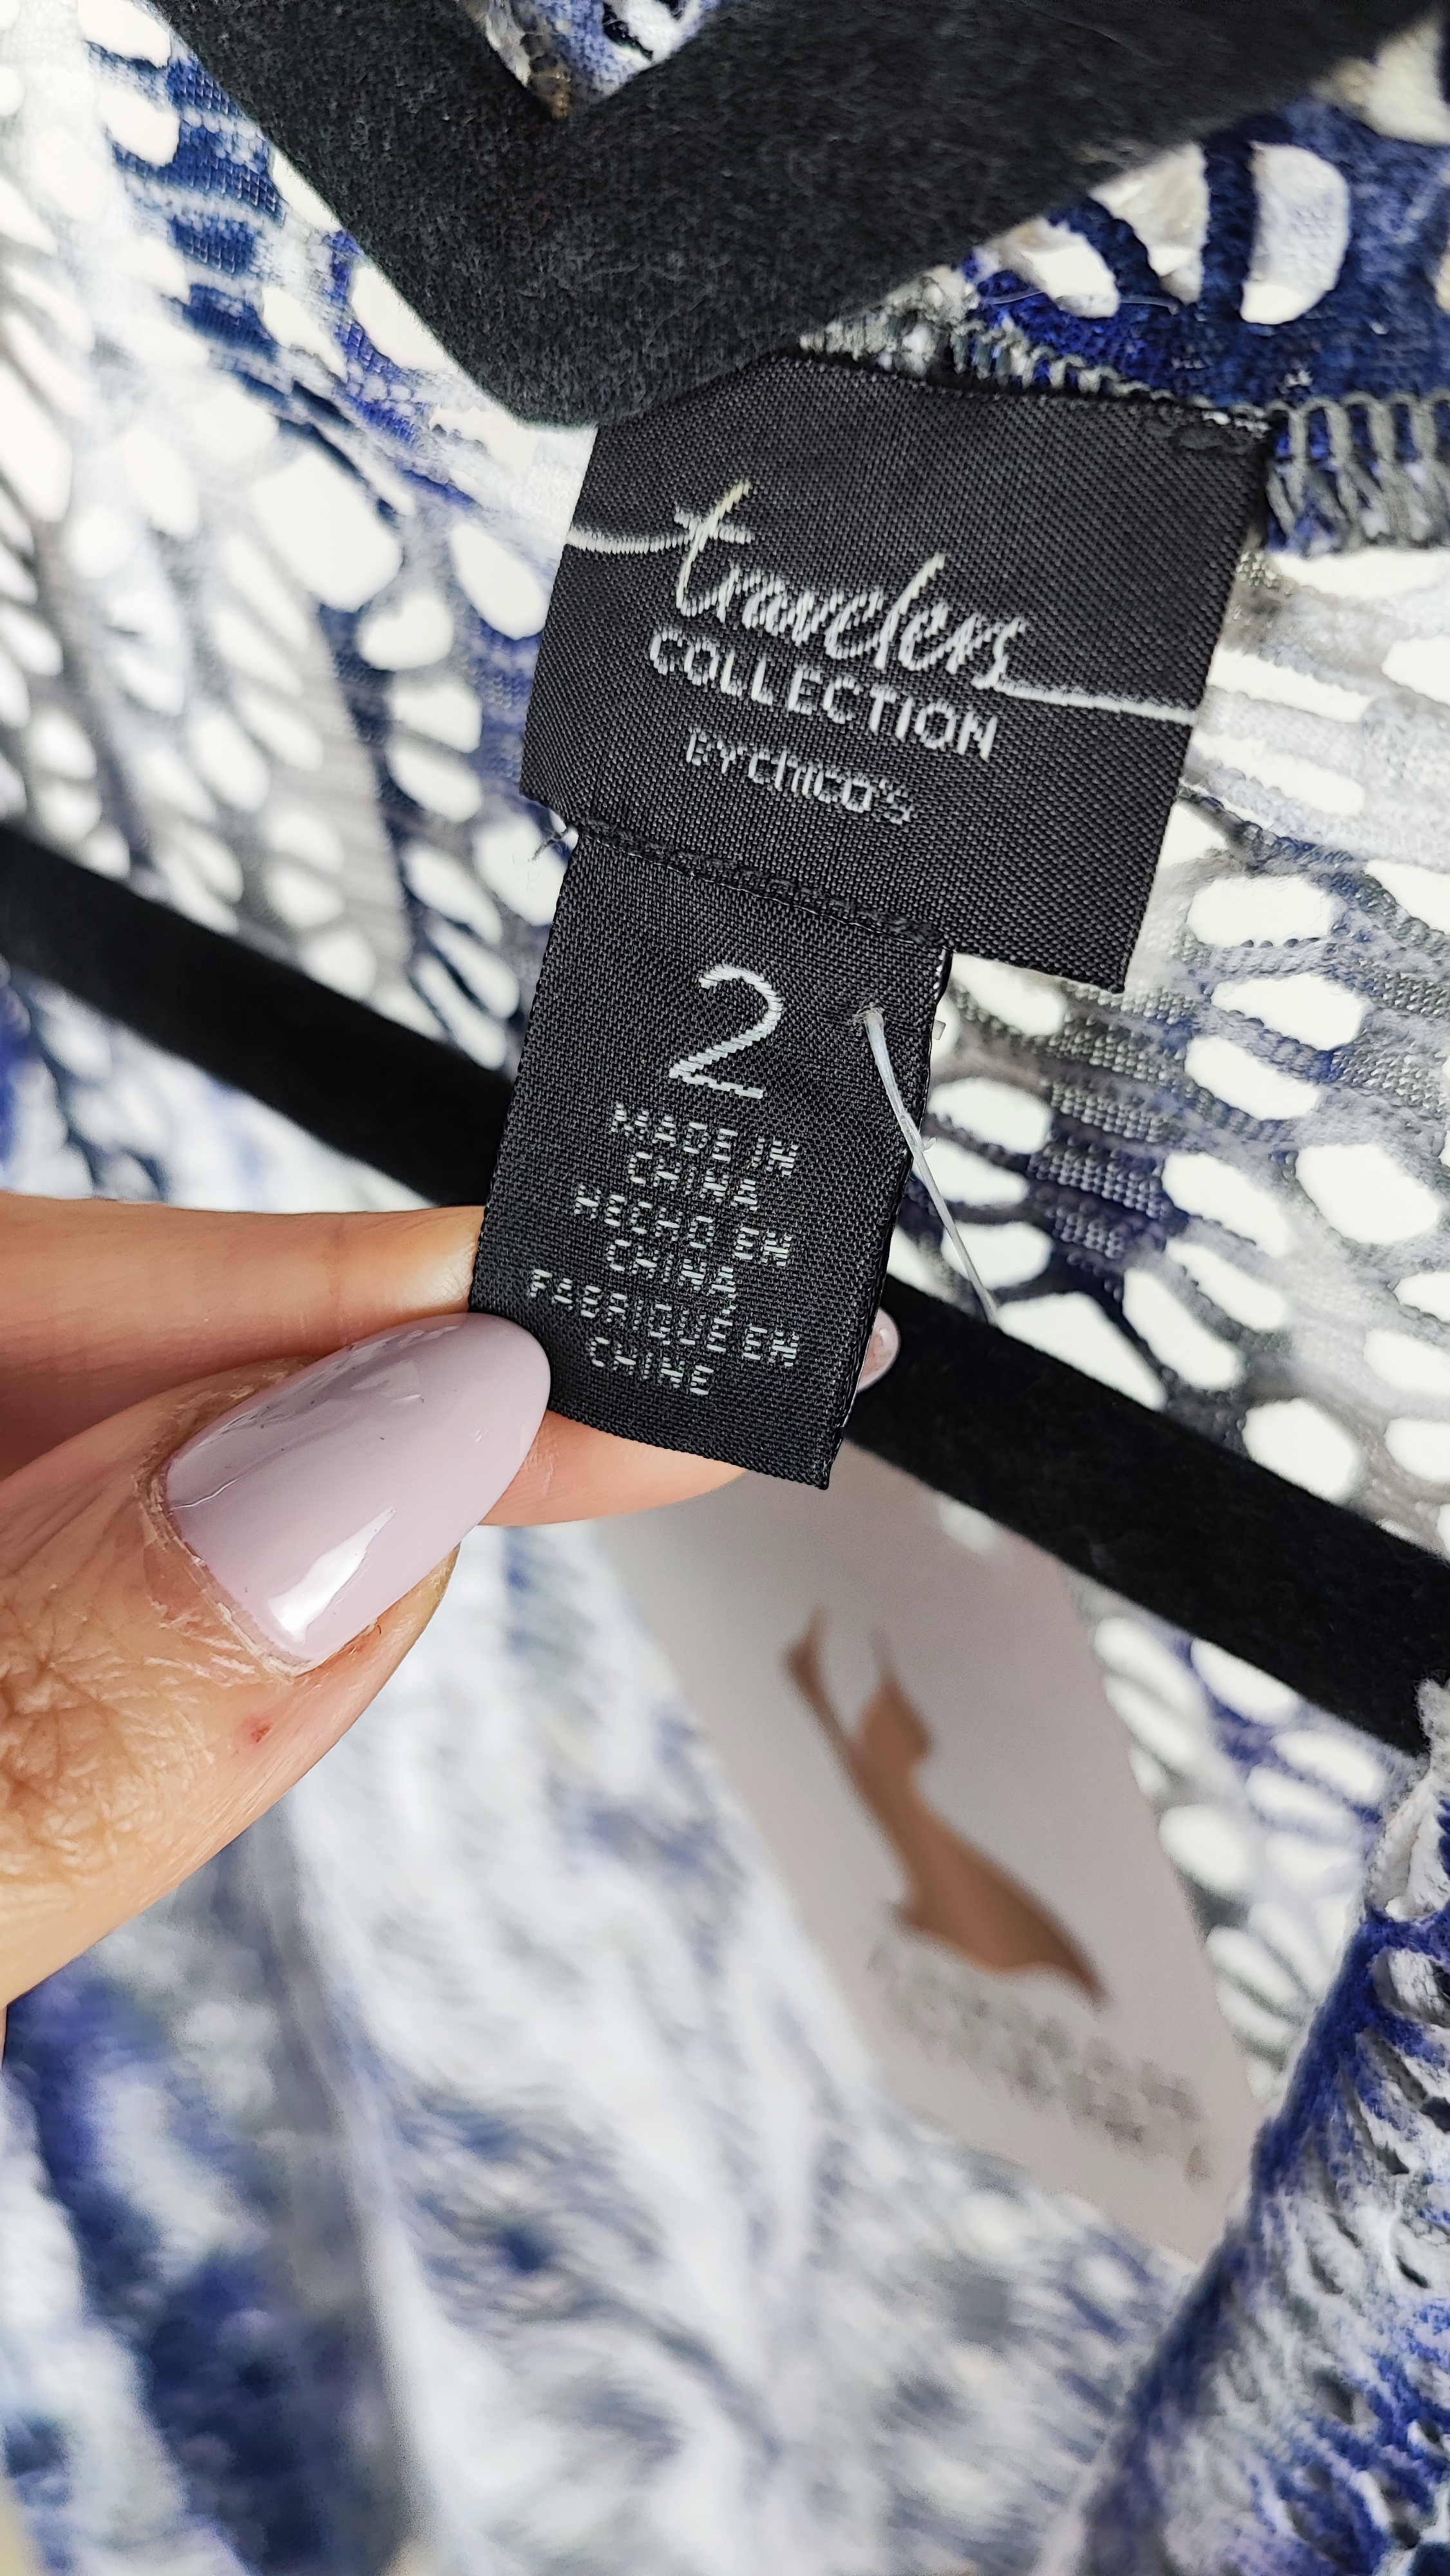 travelers
COLLECTION
BY chico's
2
MADE IN
CHINA
HECHO EN
CHINA
FABRIQUÉ EN
CHINE